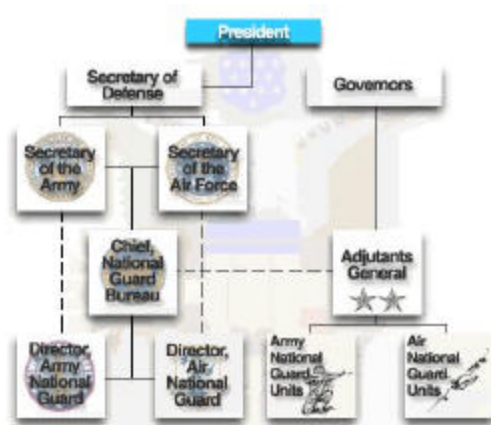 President
Secretary of
Defense
Governors
Secretary
of the
Army
Secretary
of the
Air Force
Chief,
National
Guard
Bureau
Adjutants
General
Director,
Army
National
Guard
Director,
Air
National
Guard
Army
National
Guard
Units
Air
National
Guard
Units